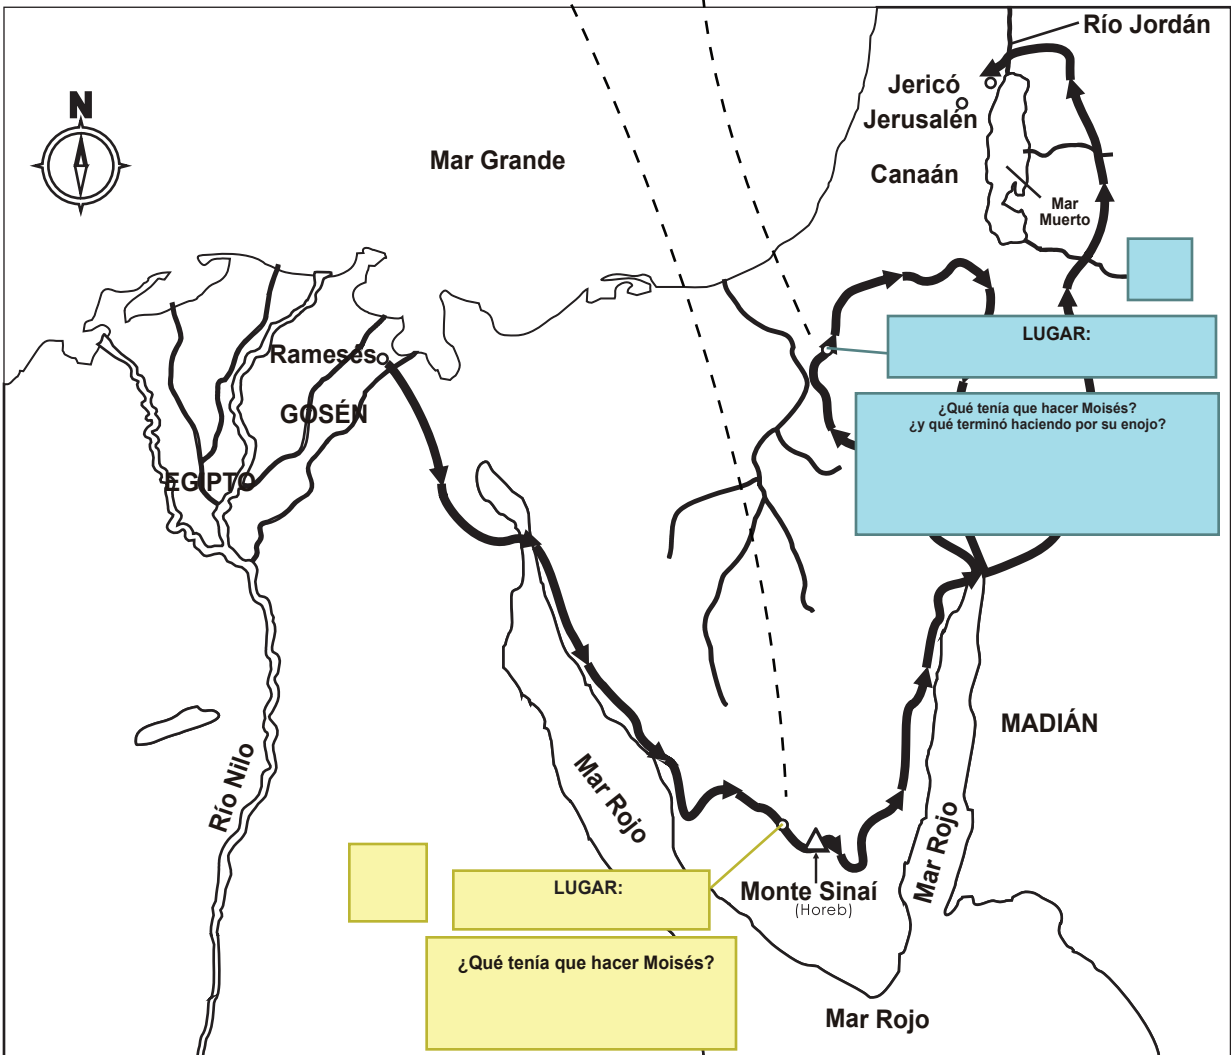 Río Jordán
N
Jericó
Jerusalén
Mar Grande
Canaán
Mar
Muerto
LUGAR:
Ramesés
GOSÉN
¿Qué tenía que hacer Moisés?
¿y qué terminó haciendo por su enojo?
EGIPTO
MADIÁN
Río Nilo
Mar Rojo
Mar Rojo
LUGAR:
Monte Sinaí
(Horeb)
¿Qué tenía que hacer Moisés?
Mar Rojo